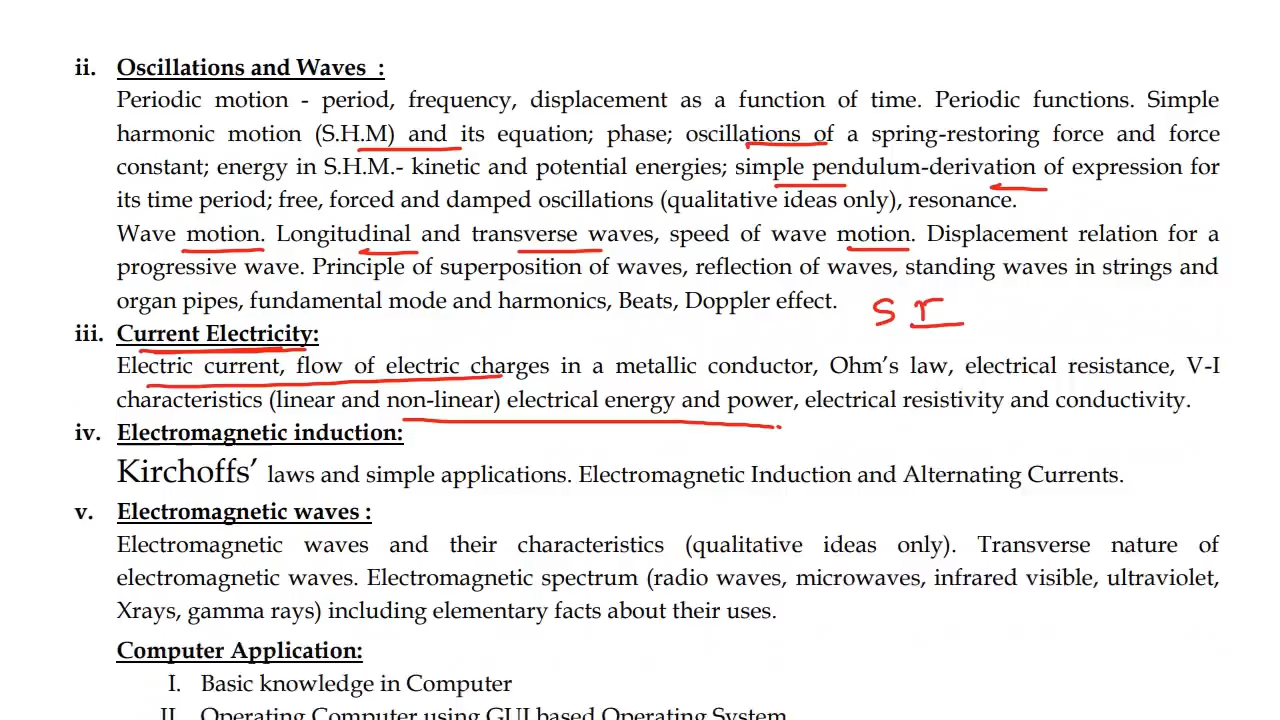 ii. Oscillations and Waves :
Periodic motion - period, frequency, displacement as a function of time. Periodic functions. Simple
harmonic motion (S.H.M) and its equation; phase; oscillations of a spring-restoring force and force
constant; energy in S.H.M.- kinetic and potential energies; simple pendulum-derivation of expression for
its time period; free, forced and damped oscillations (qualitative ideas only), resonance.
Wave motion. Longitudinal and transverse waves, speed of wave motion. Displacement relation for a
progressive wave. Principle of superposition of waves, reflection of waves, standing waves in strings and
organ pipes, fundamental mode and harmonics, Beats, Doppler effect.
iii. Current Electricity:
Electric current, flow of electric charges in a metallic conductor, Ohm's law, electrical resistance, V-I
characteristics (linear and non-linear) electrical energy and power, electrical resistivity and conductivity.
iv. Electromagnetic induction:
Kirchoffs' laws and simple applications. Electromagnetic Induction and Alternating Currents.
v. Electromagnetic waves :
Electromagnetic waves and their characteristics (qualitative ideas only). Transverse nature of
electromagnetic waves. Electromagnetic spectrum (radio waves, microwaves, infrared visible, ultraviolet,
Xrays, gamma rays) including elementary facts about their uses.
Computer Application:
I. Basic knowledge in Computer
II. Operating Computer using GUI based Operating System